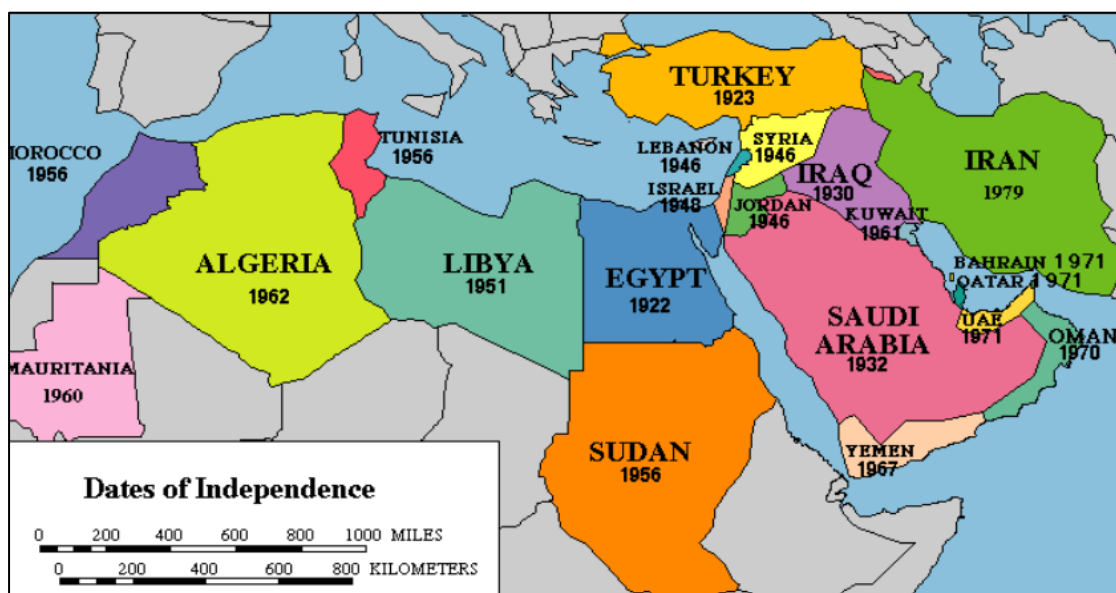 TURKEY
1923
MOROCCO
1956
TUNISIA
1956
LEBANON
1946
SYRIA
1946
IRAQ
1930
IRAN
1979
ISRAEL
1948
JORDAN
1946
KUWAIT
1961
ALGERIA
1962
LIBYA
1951
EGYPT
1922
BAHRAIN 1971
QATAR 1971
UAE
1971
OMAN
1970
SAUDI
ARABIA
1932
MAURITANIA
1960
SUDAN
1956
YEMEN
1967
Dates of Independence
0 200 400 600 800 1000 MILES
0 200 400 600 800 KILOMETERS